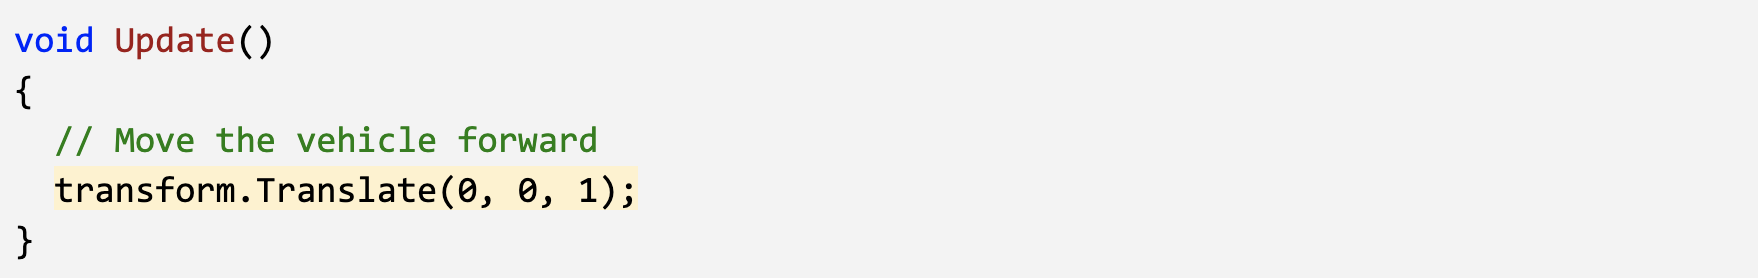 void Update()
{
  // Move the vehicle forward
  transform.Translate(0, 0, 1);
}